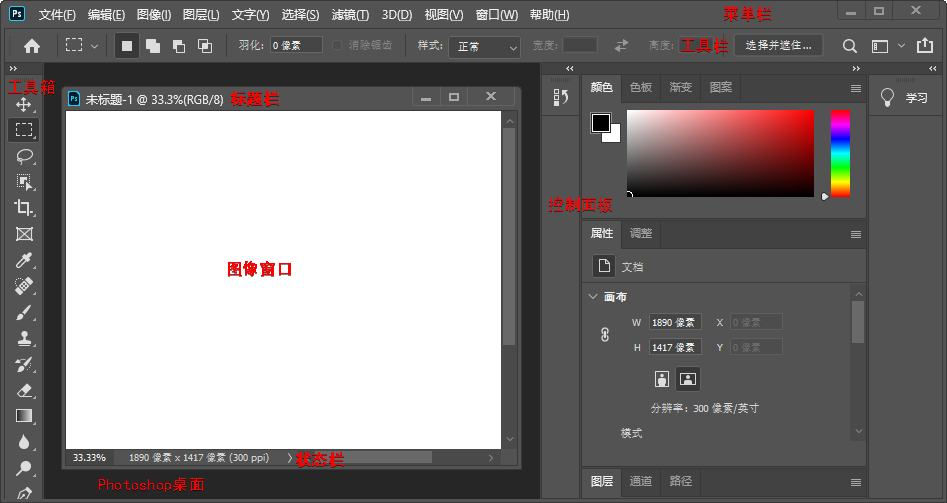 Ps 文件(F) 编辑(E) 图像(I) 图层(L) 文字(Y) 选择(S) 滤镜(T) 3D(D) 视图(V) 窗口(W) 帮助(H) 菜单栏
羽化: 0 像素 消除锯齿 样式: 正常 宽度: 高度: 工具栏 选择并遮住...
工具箱
Ps 未标题-1 @ 33.3%(RGB/8) 标题栏
颜色 色板 渐变 图案
学习
控制面板
属性 调整
文档
图像窗口
画布
W 1890 像素 X 0 像素
H 1417 像素 Y 0 像素
分辨率: 300 像素/英寸
模式
33.33% 1890 像素 x 1417 像素 (300 ppi) 状态栏
Photoshop桌面
图层 通道 路径